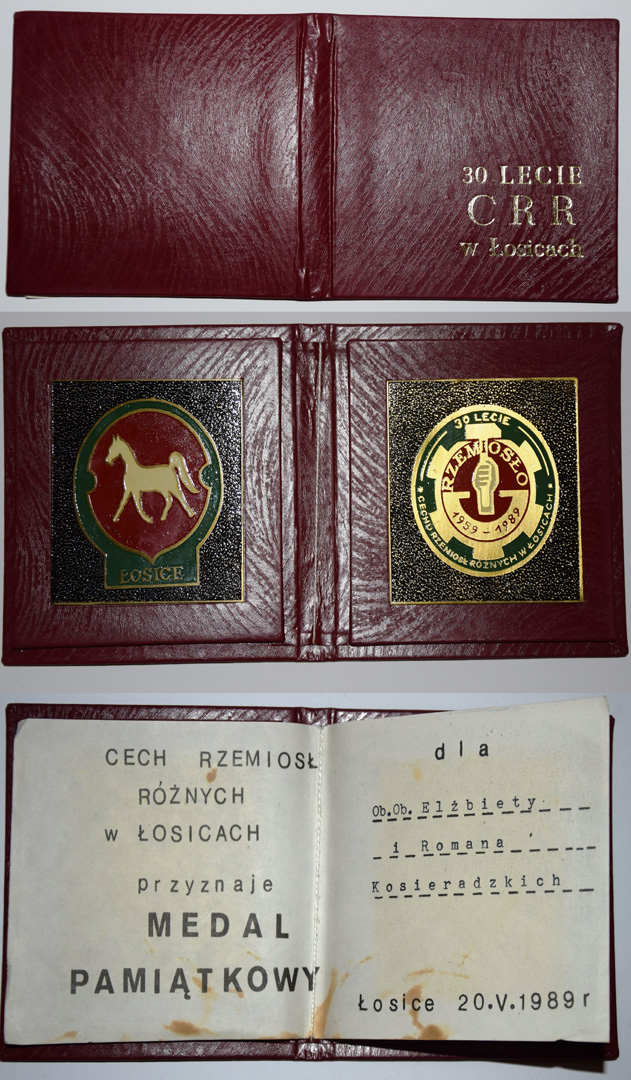 30 LECIE
CRR
w Łosicach
ŁOSICE
30 LECIE
RZEMIOSŁO
1959-1989
* CECHU RZEMIOSŁ RÓŻNYCH W ŁOSICACH *
CECH RZEMIOSŁ
RÓŻNYCH
w ŁOSICACH
przyznaje
MEDAL
PAMIĄTKOWY
dla
Ob.Ob. Elżbiety
i Romana
Kosieradzkich
Łosice 20.V.1989r